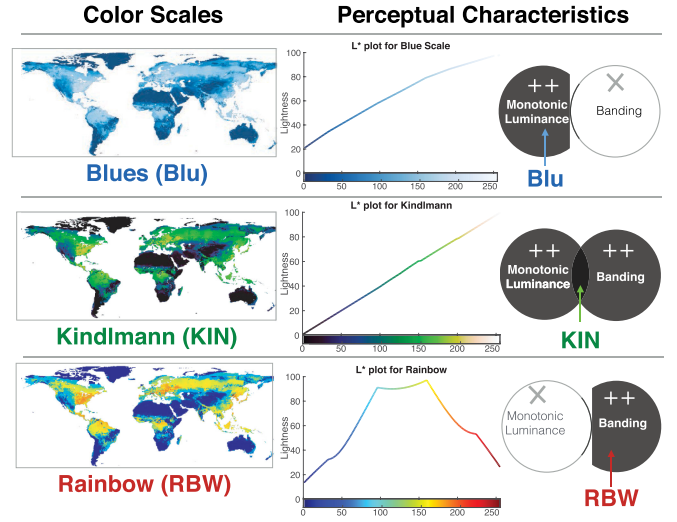 Color Scales
Perceptual Characteristics
L* plot for Blue Scale
100
80
60
40
20
0
Lightness
0 50 100 150 200 250
Blues (Blu)
++
Monotonic
Luminance
×
Banding
Blu
L* plot for Kindlmann
100
80
60
40
20
0
Lightness
0 50 100 150 200 250
Kindlmann (KIN)
++
Monotonic
Luminance
++
Banding
KIN
L* plot for Rainbow
100
80
60
240
20
0
Lightness
0 50 100 150 200 250
Rainbow (RBW)
×
Monotonic
Luminance
++
Banding
RBW